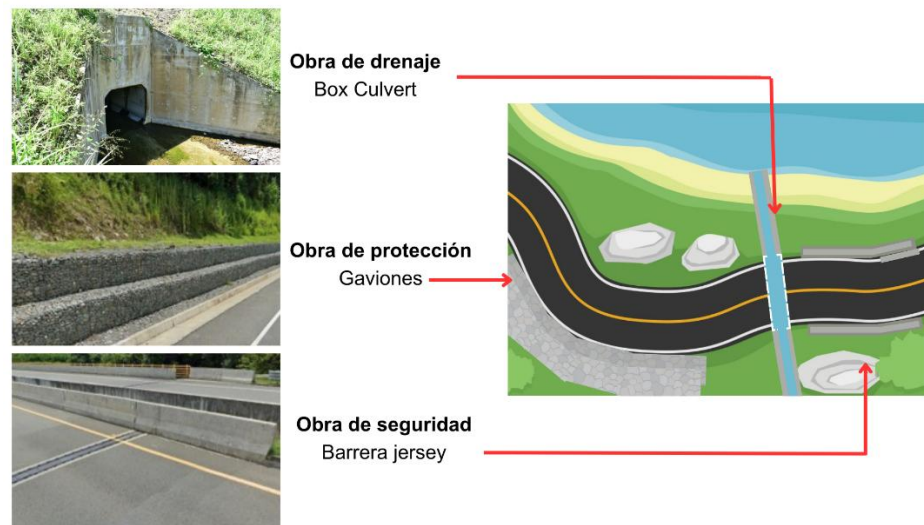 Obra de drenaje
Box Culvert
Obra de protección
Gaviones
Obra de seguridad
Barrera jersey